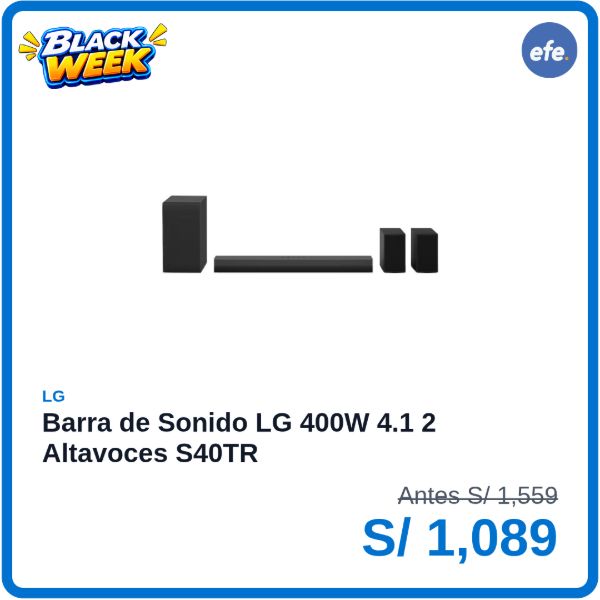 BLACK
WEEK
efe.
LG
Barra de Sonido LG 400W 4.1 2
Altavoces S40TR
Antes S/ 1,559
S/ 1,089